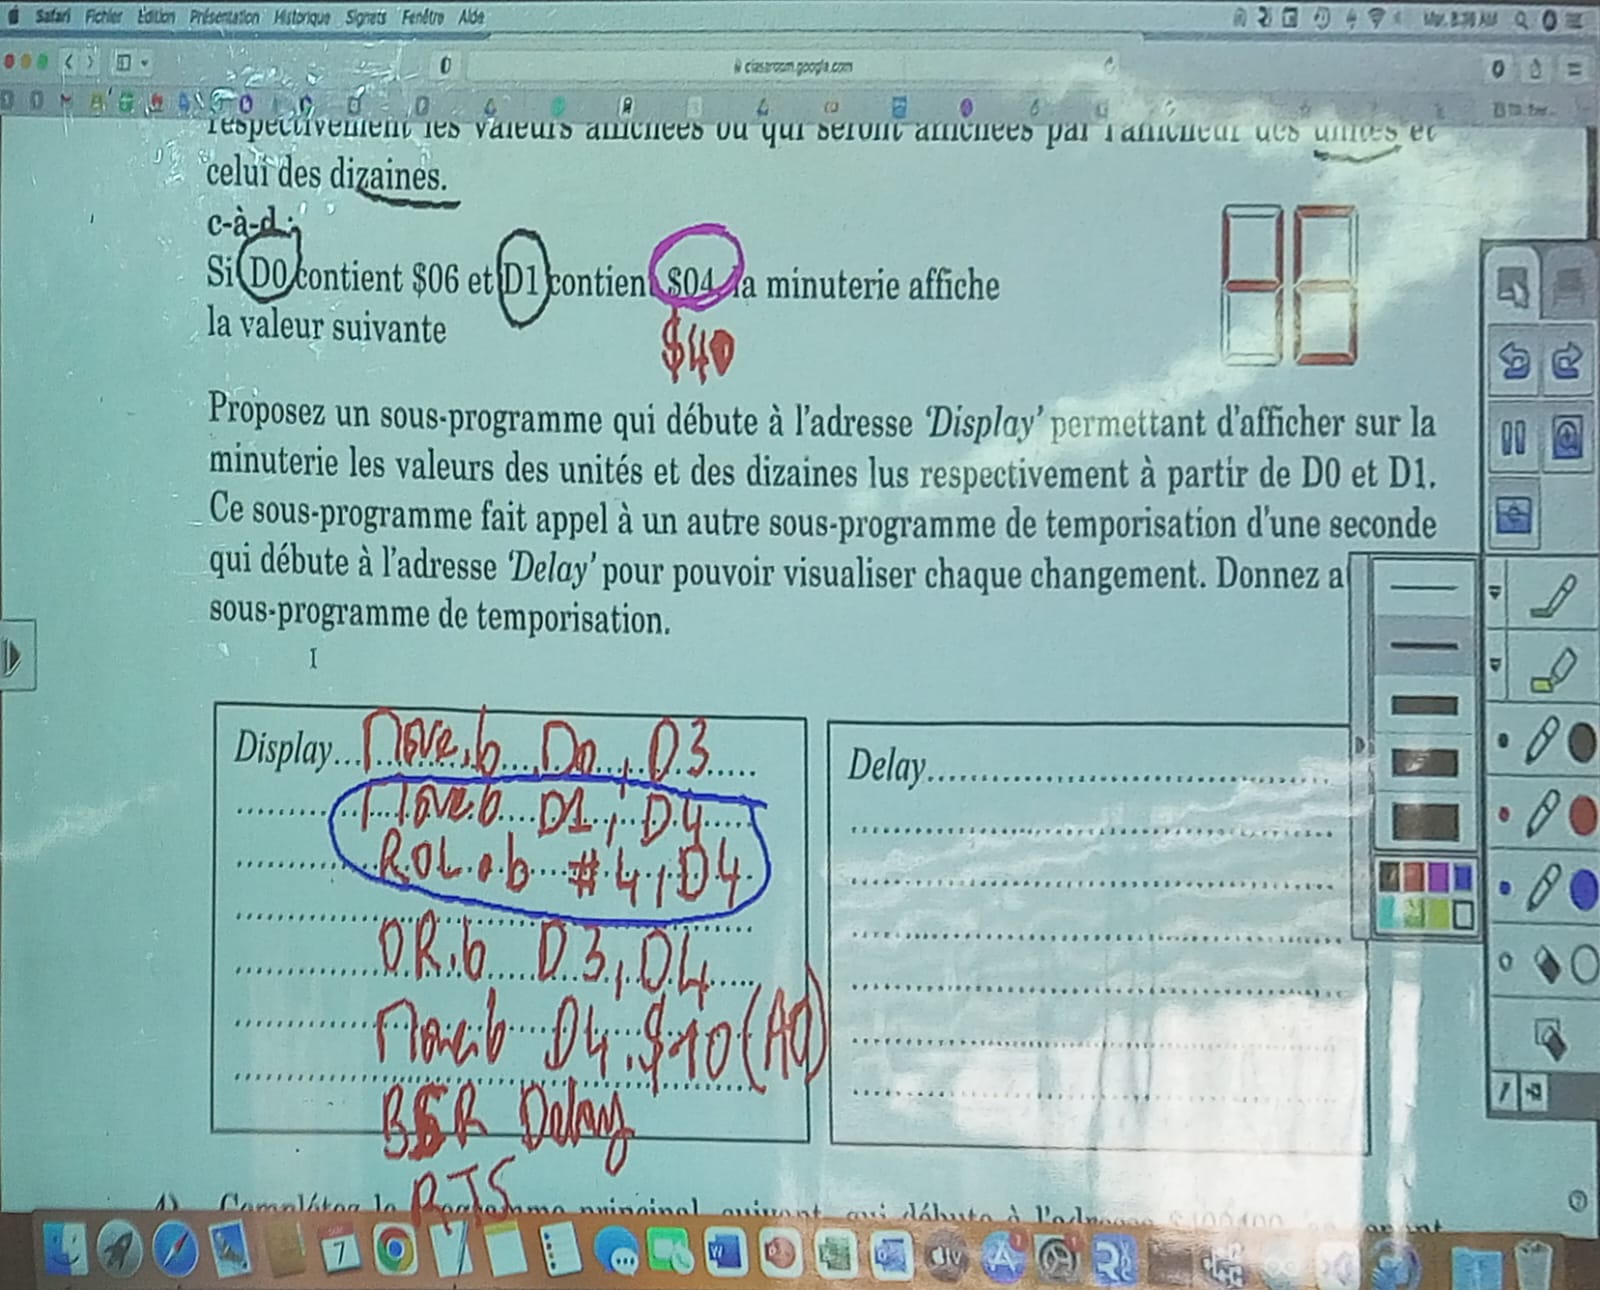 Safari Fichier Édition Présentation Historique Signets Fenêtre Aide
classroom.google.com
respectivement les valeurs affichées ou qui seront affichées par l'afficheur des unités et
celui des dizaines.
c-à-d :
Si D0 contient $06 et D1 contient $04 la minuterie affiche
la valeur suivante
$40
Proposez un sous-programme qui débute à l'adresse ‘Display’ permettant d'afficher sur la
minuterie les valeurs des unités et des dizaines lus respectivement à partir de D0 et D1.
Ce sous-programme fait appel à un autre sous-programme de temporisation d'une seconde
qui débute à l'adresse ‘Delay’ pour pouvoir visualiser chaque changement. Donnez
sous-programme de temporisation.
Display... Move.b D0, D3
Move.b D1, D4
ROL.b #4, D4
OR.b D3, D4
Move.b D4, $10(A0)
BSR Delay
RTS
Delay
4) Complétez le programme principal suivant qui débute à l'adresse
7